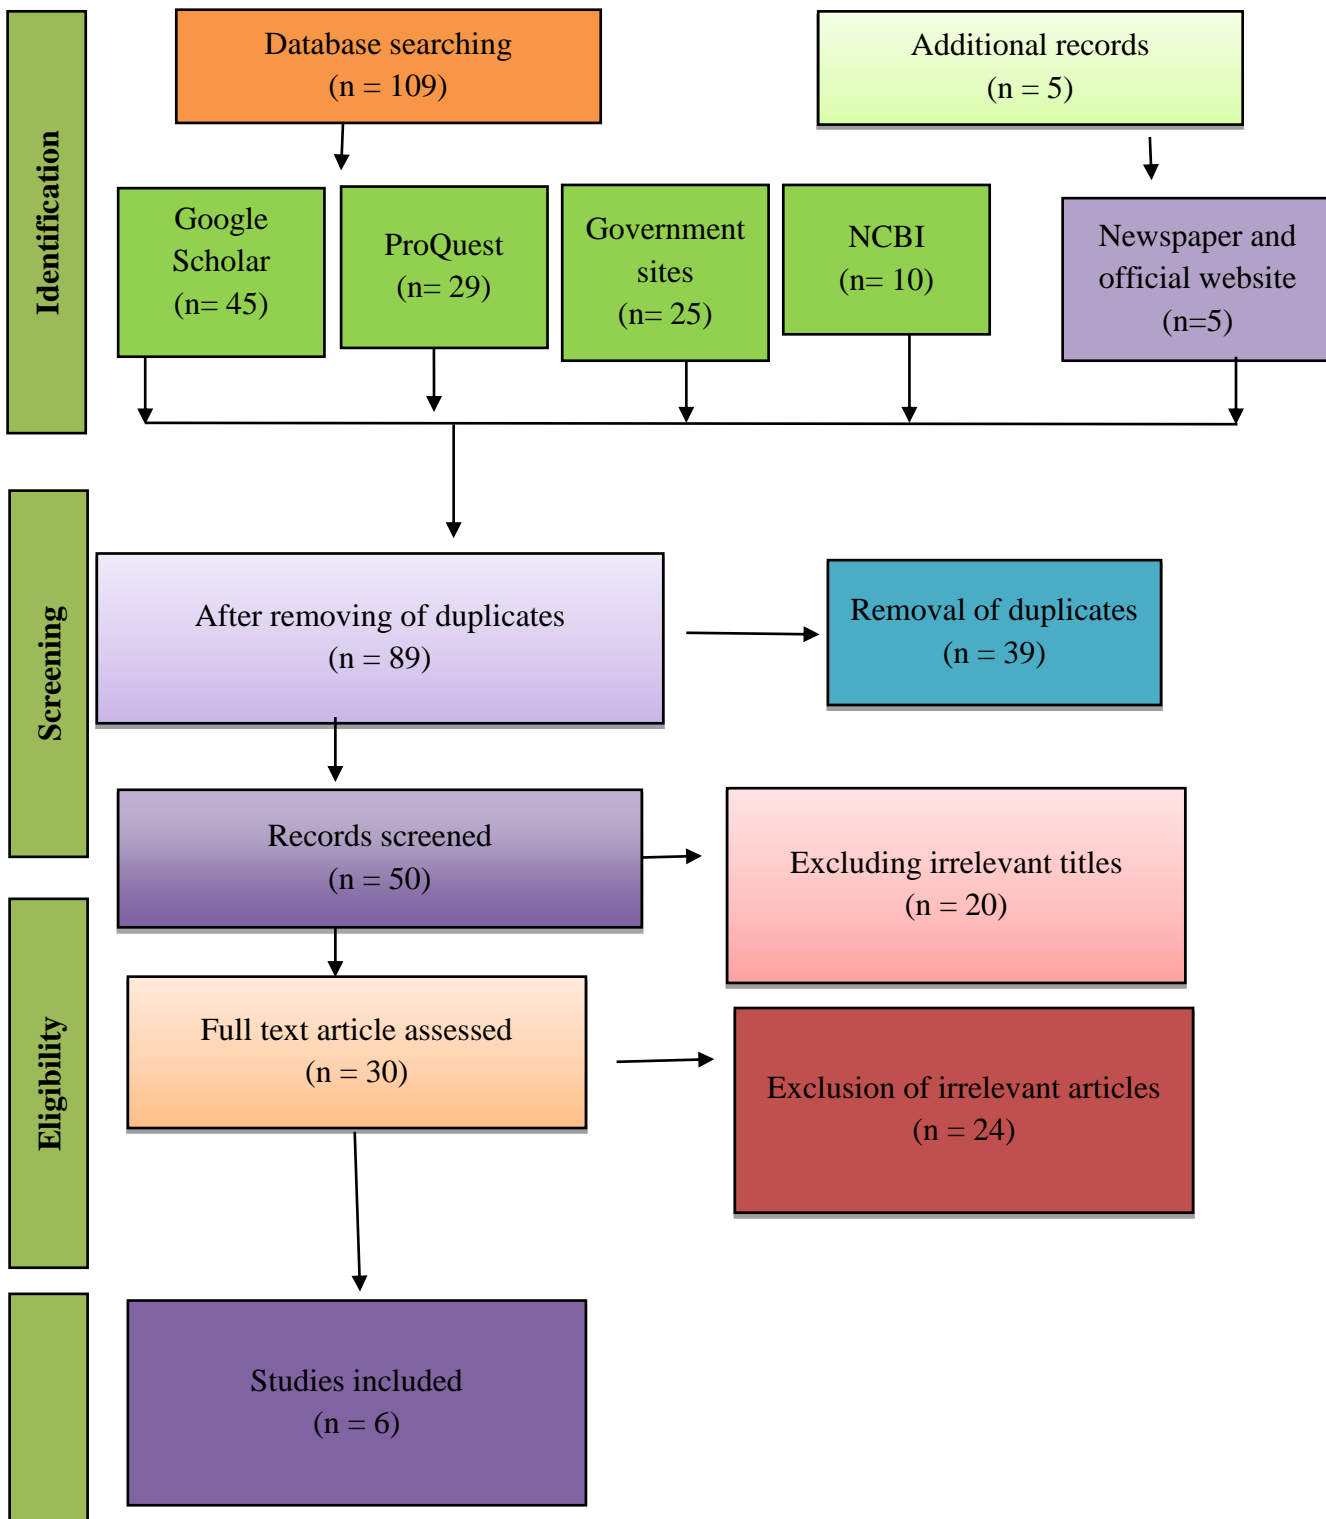 Identification
Database searching
(n = 109)
Additional records
(n = 5)
Google
Scholar
(n= 45)
ProQuest
(n= 29)
Government
sites
(n= 25)
NCBI
(n= 10)
Newspaper and
official website
(n=5)
Screening
After removing of duplicates
(n = 89)
Removal of duplicates
(n = 39)
Records screened
(n = 50)
Excluding irrelevant titles
(n = 20)
Eligibility
Full text article assessed
(n = 30)
Exclusion of irrelevant articles
(n = 24)
Studies included
(n = 6)